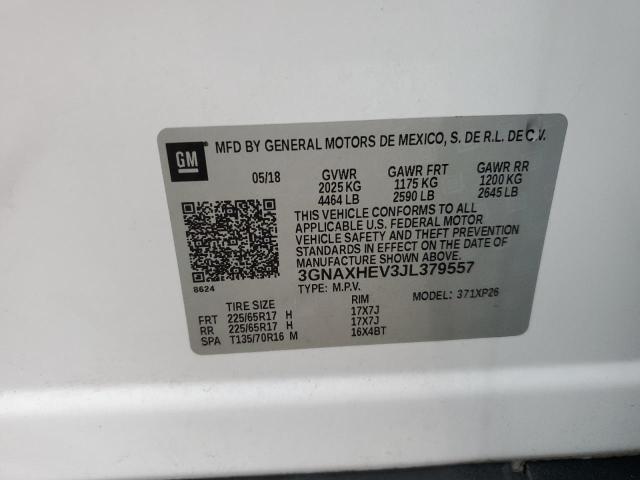 GM
MFD BY GENERAL MOTORS DE MEXICO, S. DE R.L. DE C.V.
05/18 GVWR GAWR FRT GAWR RR
2025 KG 1175 KG 1200 KG
4464 LB 2590 LB 2645 LB
THIS VEHICLE CONFORMS TO ALL
APPLICABLE U.S. FEDERAL MOTOR
VEHICLE SAFETY AND THEFT PREVENTION
STANDARDS IN EFFECT ON THE DATE OF
MANUFACTURE SHOWN ABOVE.
8624 3GNAXHEV3JL379557
TYPE: M.P.V. MODEL: 371XP26
TIRE SIZE RIM
FRT 225/65R17 H 17X7J
RR 225/65R17 H 17X7J
SPA T135/70R16 M 16X4BT